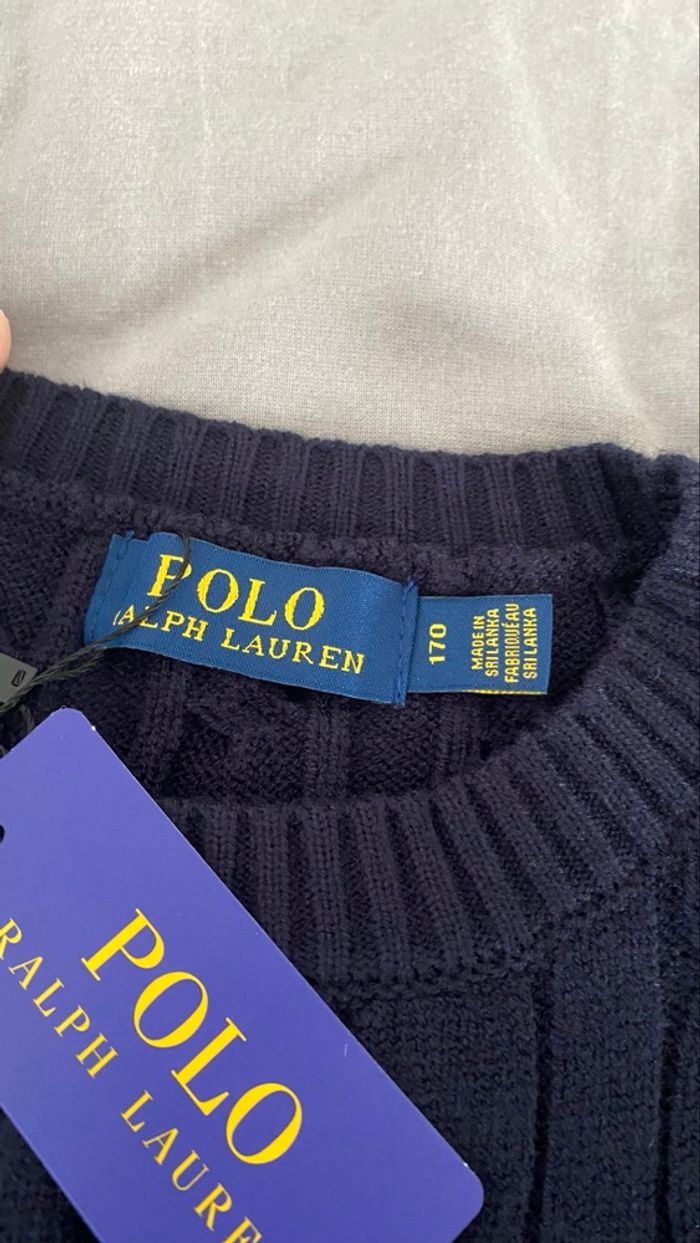 POLO
RALPH LAUREN
170
MADE IN
SRI LANKA
FABRIQUÉ AU
SRI LANKA
POLO
RALPH LAURE